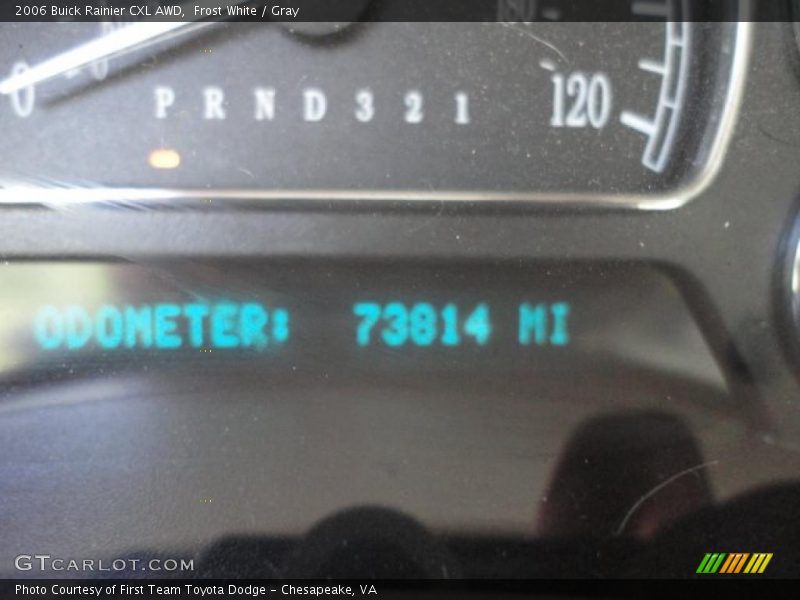 2006 Buick Rainier CXL AWD, Frost White / Gray
0
P R N D 3 2 1
120
ODOMETER: 73814 MI
GTCARLOT.COM
Photo Courtesy of First Team Toyota Dodge - Chesapeake, VA